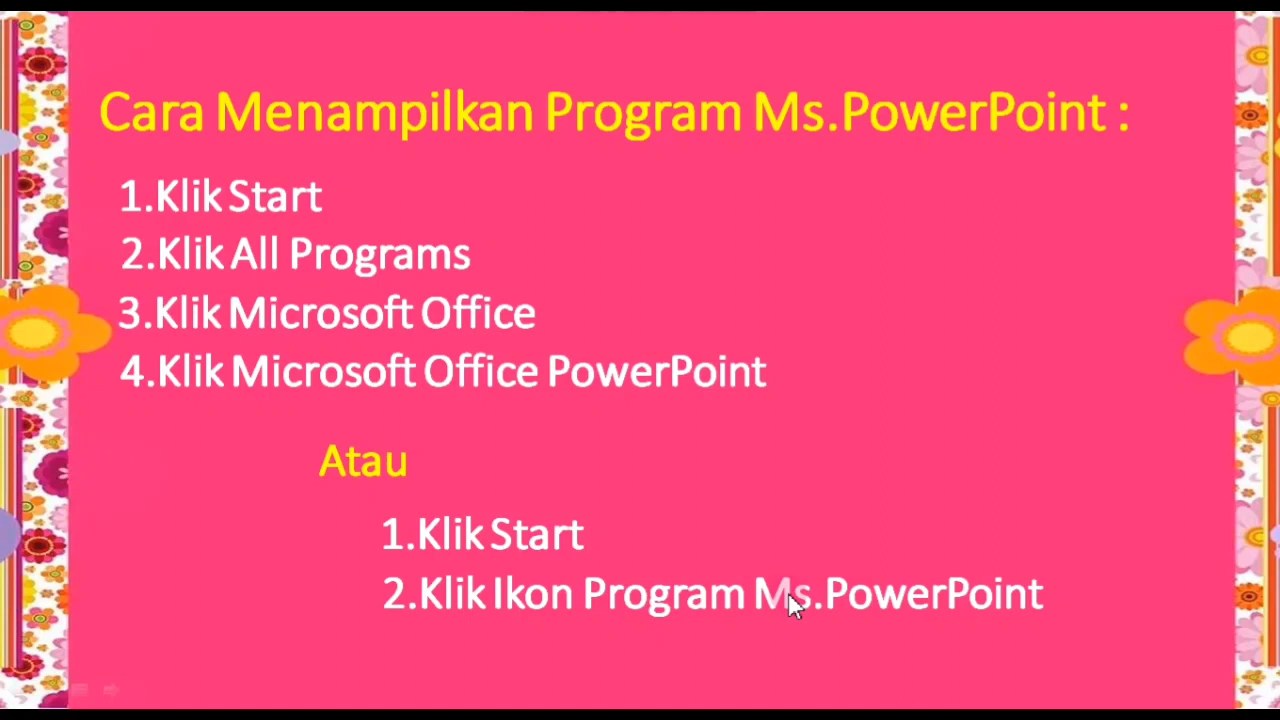 Cara Menampilkan Program Ms.PowerPoint :
1.Klik Start
2.Klik All Programs
3.Klik Microsoft Office
4.Klik Microsoft Office PowerPoint
Atau
1.Klik Start
2.Klik Ikon Program Ms.PowerPoint